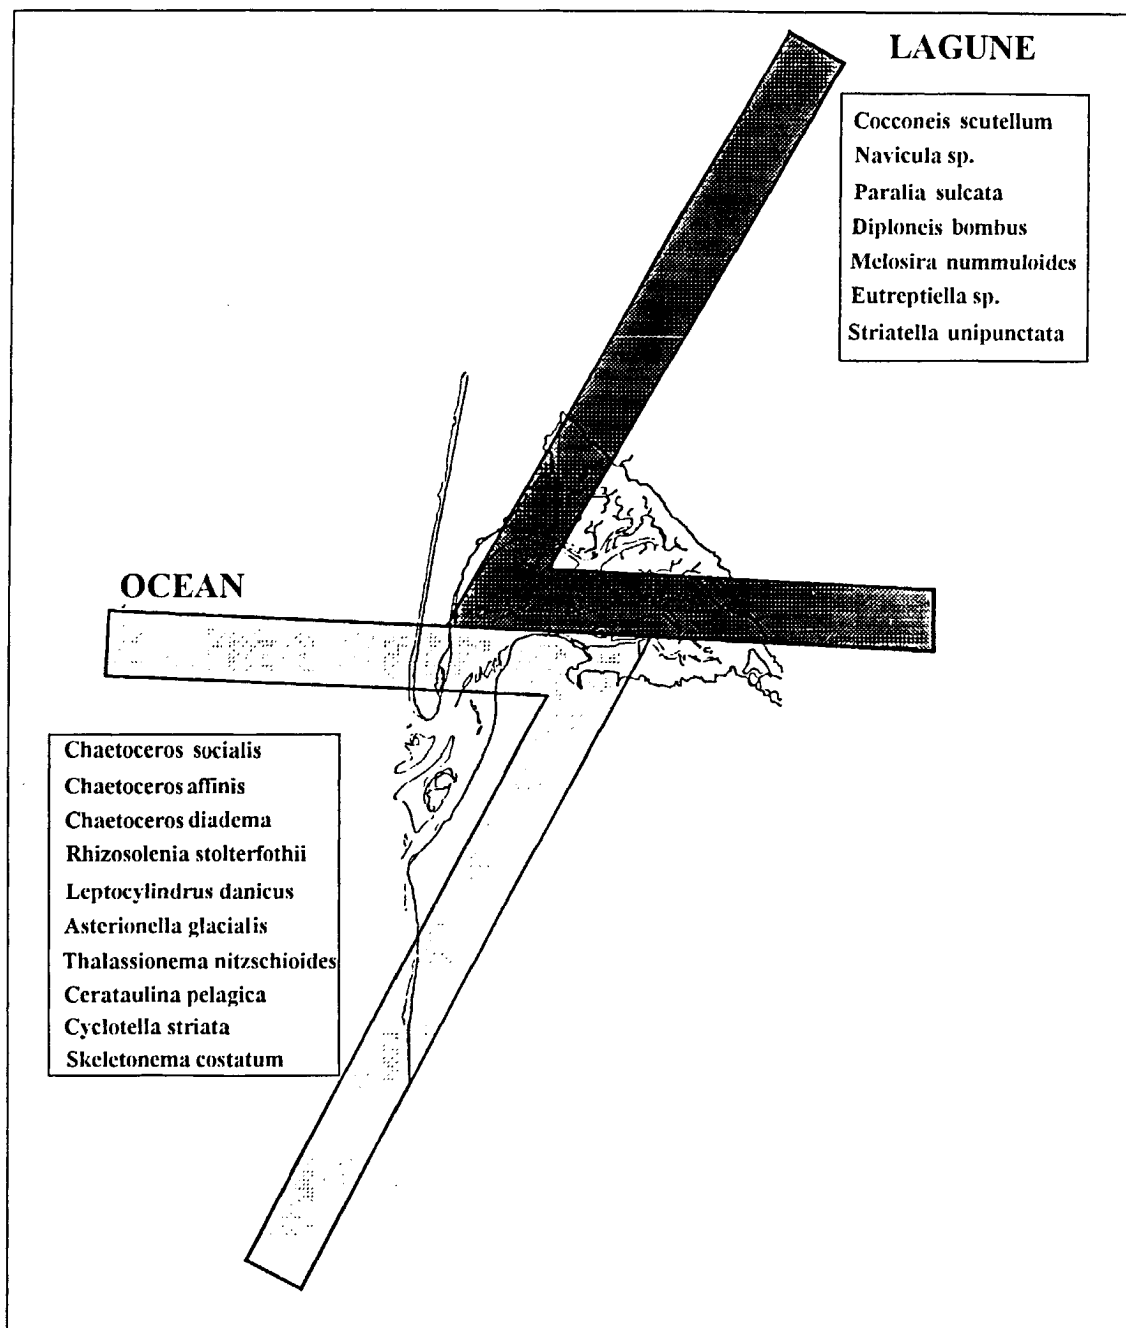 LAGUNE
Cocconeis scutellum
Navicula sp.
Paralia sulcata
Diploneis bombus
Melosira nummuloides
Eutreptiella sp.
Striatella unipunctata
OCEAN
Chaetoceros socialis
Chaetoceros affinis
Chaetoceros diadema
Rhizosolenia stolterfothii
Leptocylindrus danicus
Asterionella glacialis
Thalassionema nitzschioides
Cerataulina pelagica
Cyclotella striata
Skeletonema costatum